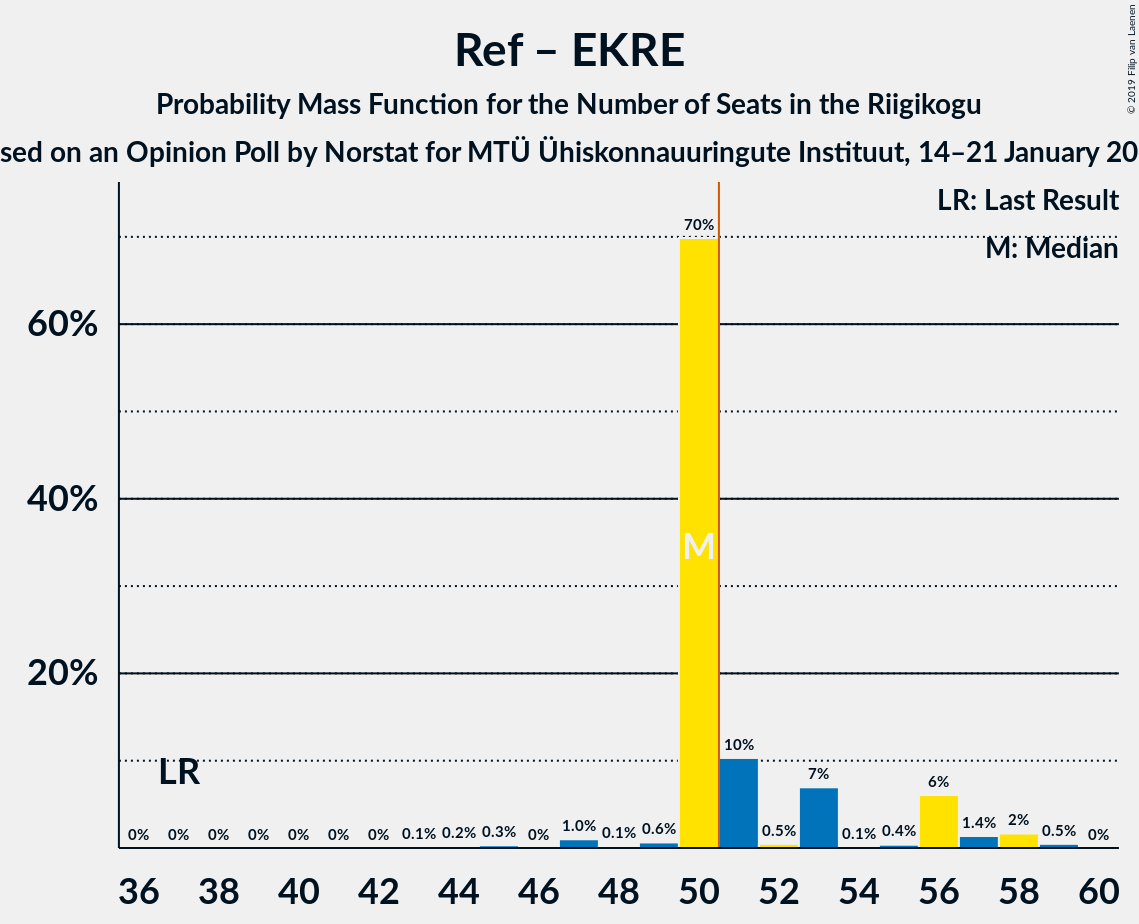 Ref – EKRE
Probability Mass Function for the Number of Seats in the Riigikogu
sed on an Opinion Poll by Norstat for MTÜ Ühiskonnauuringute Instituut, 14–21 January 20
© 2019 Filip van Laenen
LR: Last Result
M: Median
60%
40%
20%
LR
M
0% 0% 0% 0% 0% 0% 0% 0.1% 0.2% 0.3% 0% 1.0% 0.1% 0.6% 70% 10% 0.5% 7% 0.1% 0.4% 6% 1.4% 2% 0.5% 0%
36 38 40 42 44 46 48 50 52 54 56 58 60